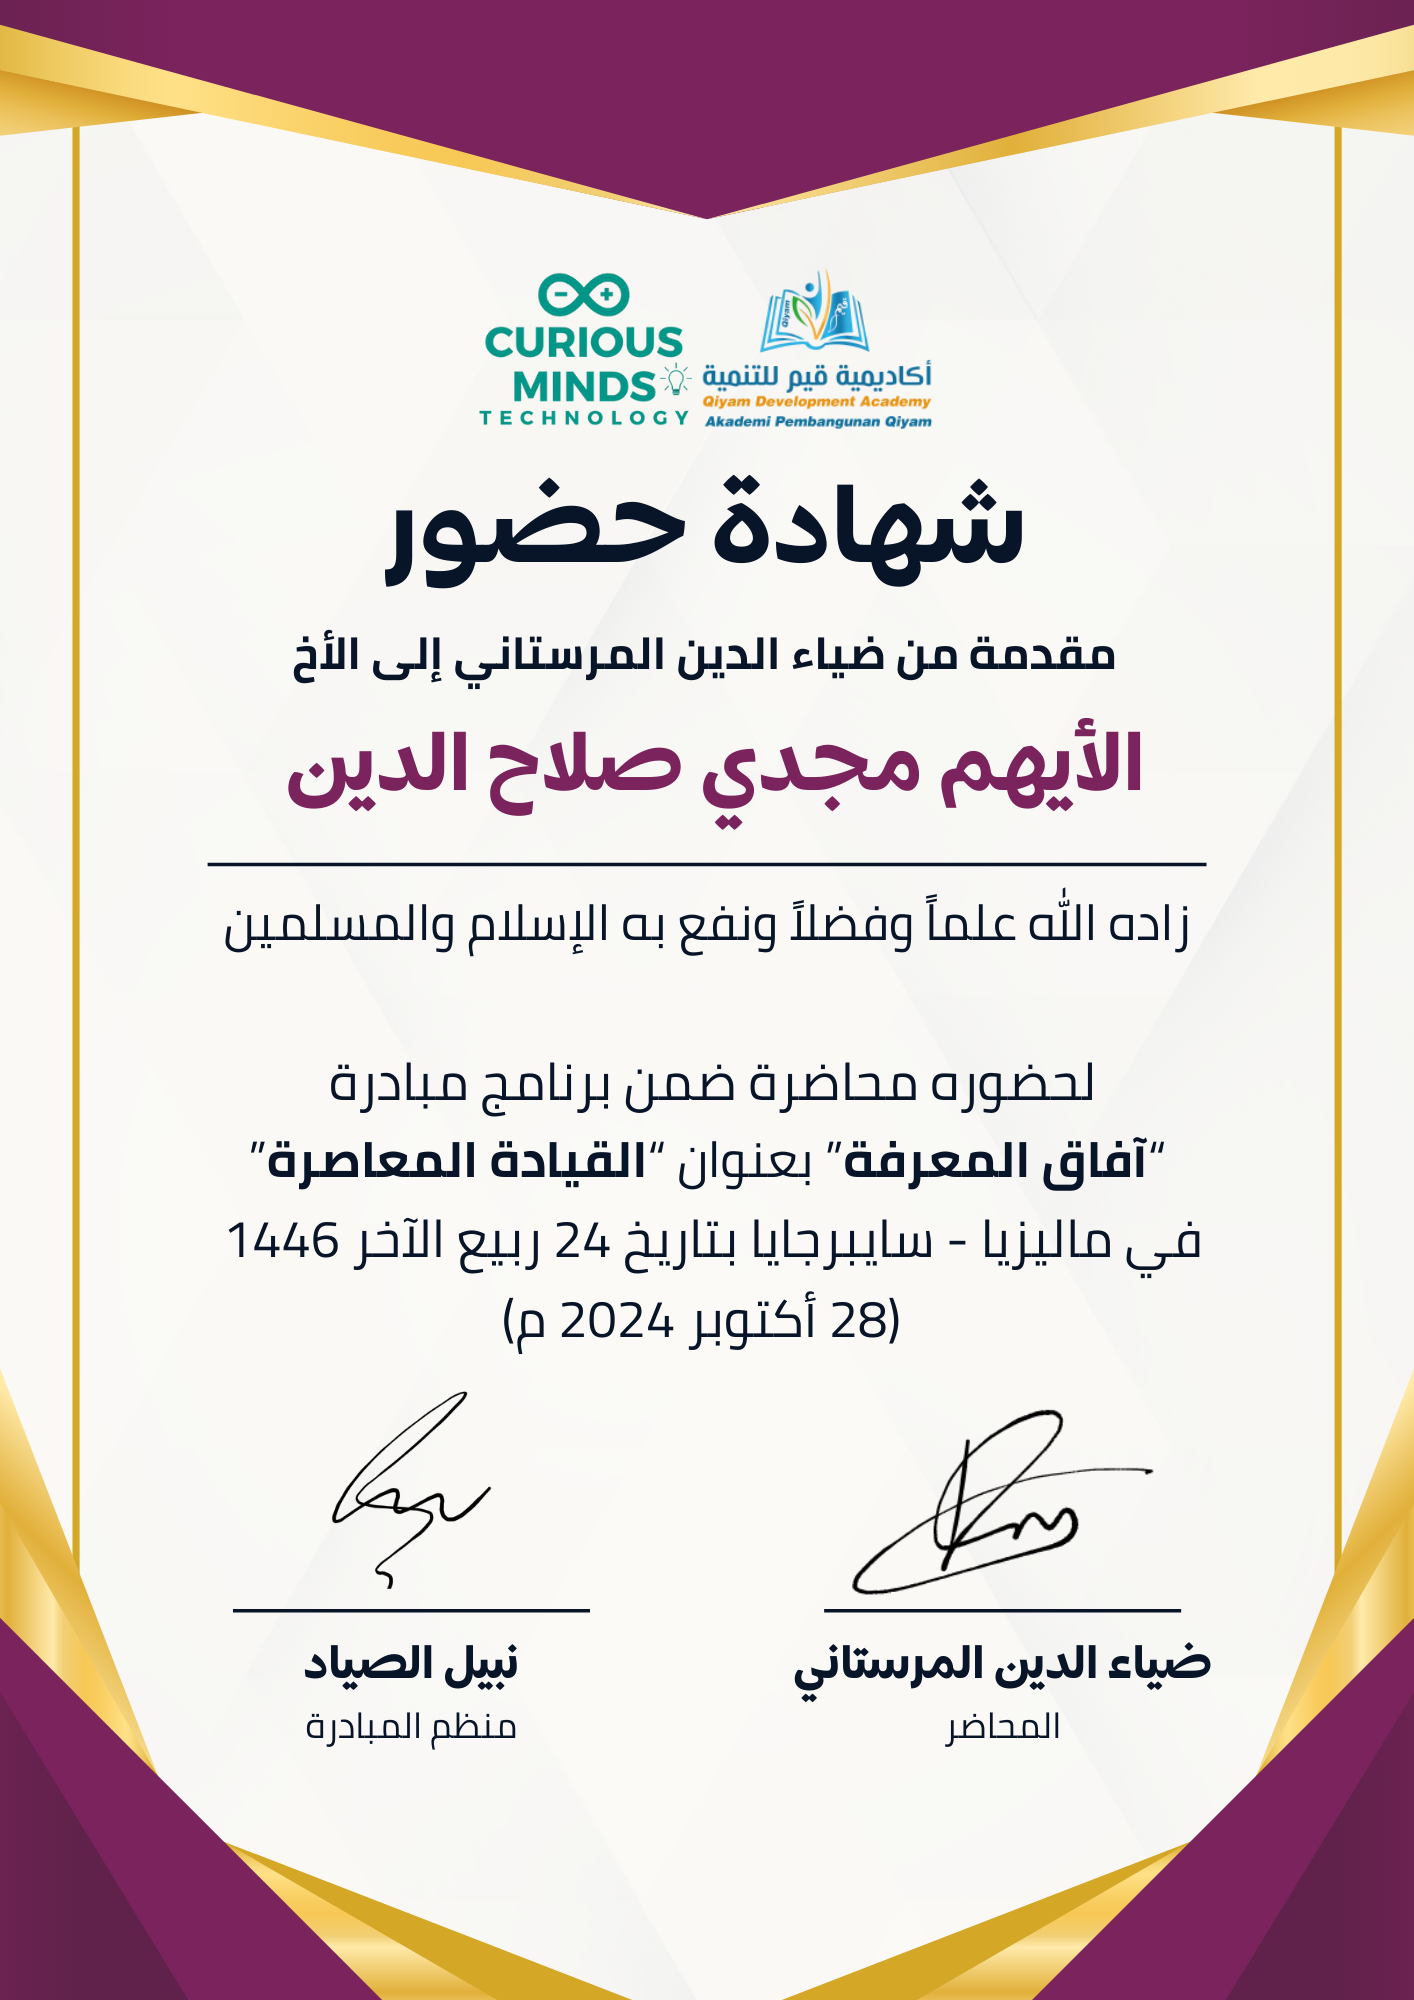 CURIOUS
MINDS
TECHNOLOGY
Qiyam
قيم
أكاديمية قيم للتنمية
Qiyam Development Academy
Akademi Pembangunan Qiyam
شهادة حضور
مقدمة من ضياء الدين المرستاني إلى الأخ
الأيهم مجدي صلاح الدين
زاده الله علماً وفضلاً ونفع به الإسلام والمسلمين
لحضوره محاضرة ضمن برنامج مبادرة
“آفاق المعرفة” بعنوان “القيادة المعاصرة”
في ماليزيا - سايبرجايا بتاريخ 24 ربيع الآخر 1446
(28 أكتوبر 2024 م)
ضياء الدين المرستاني
المحاضر
نبيل الصياد
منظم المبادرة